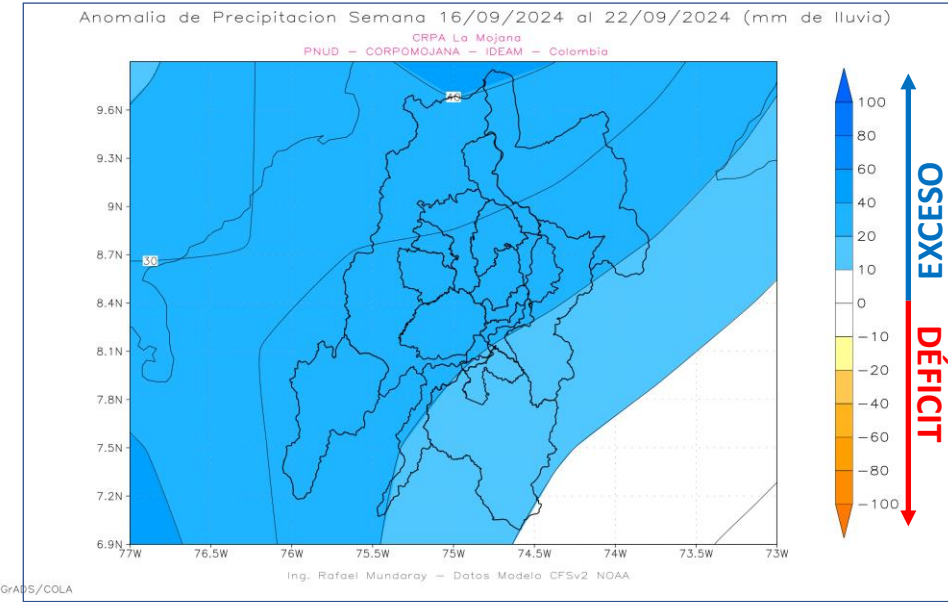 Anomalia de Precipitacion Semana 16/09/2024 al 22/09/2024 (mm de lluvia)
CRPA La Mojana
PNUD – CORPOMOJANA – IDEAM – Colombia
9.6N
9.3N
9N
8.7N
8.4N
8.1N
7.8N
7.5N
7.2N
6.9N
40
30
77W 76.5W 76W 75.5W 75W 74.5W 74W 73.5W 73W
100
80
60
40
20
10
0
−10
−20
−40
−60
−80
−100
EXCESO
DÉFICIT
Ing. Rafael Mundaray – Datos Modelo CFSv2 NOAA
GrADS/COLA